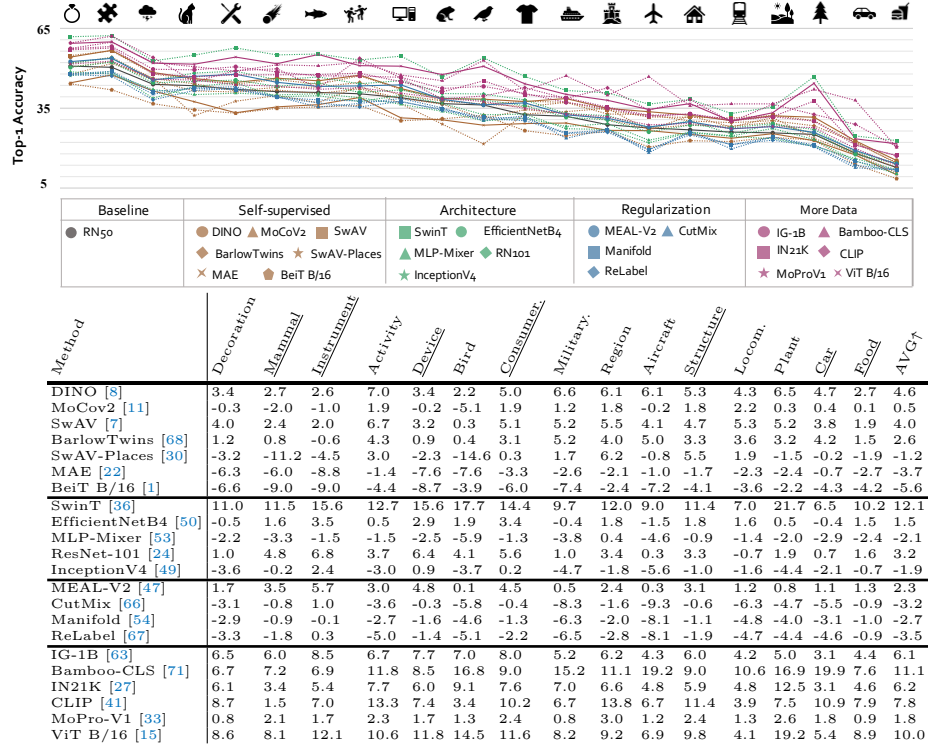 65
35
5
Top-1 Accuracy
Baseline Self-supervised Architecture Regularization More Data
RN50 DINO MoCoV2 SwAV SwinT EfficientNetB4 MEAL-V2 CutMix IG-1B Bamboo-CLS
BarlowTwins SwAV-Places MLP-Mixer RN101 Manifold IN21K CLIP
MAE BeiT B/16 InceptionV4 ReLabel MoProV1 ViT B/16
Method Decoration Mammal Instrument Activity Device Bird Consumer. Military. Region Aircraft Structure Locom. Plant Car Food AVG↑
DINO [8] 3.4 2.7 2.6 7.0 3.4 2.2 5.0 6.6 6.1 6.1 5.3 4.3 6.5 4.7 2.7 4.6
MoCov2 [11] -0.3 -2.0 -1.0 1.9 -0.2 -5.1 1.9 1.2 1.8 -0.2 1.8 2.2 0.3 0.4 0.1 0.5
SwAV [7] 4.0 2.4 2.0 6.7 3.2 0.3 5.1 5.2 5.5 4.1 4.7 5.3 5.2 3.8 1.9 4.0
BarlowTwins [68] 1.2 0.8 -0.6 4.3 0.9 0.4 3.1 5.2 4.0 5.0 3.3 3.6 3.2 4.2 1.5 2.6
SwAV-Places [30] -3.2 -11.2 -4.5 3.0 -2.3 -14.6 0.3 1.7 6.2 -0.8 5.5 1.9 -1.5 -0.2 -1.9 -1.2
MAE [22] -6.3 -6.0 -8.8 -1.4 -7.6 -7.6 -3.3 -2.6 -2.1 -1.0 -1.7 -2.3 -2.4 -0.7 -2.7 -3.7
BeiT B/16 [1] -6.6 -9.0 -9.0 -4.4 -8.7 -3.9 -6.0 -7.4 -2.4 -7.2 -4.1 -3.6 -2.2 -4.3 -4.2 -5.6
SwinT [36] 11.0 11.5 15.6 12.7 15.6 17.7 14.4 9.7 12.0 9.0 11.4 7.0 21.7 6.5 10.2 12.1
EfficientNetB4 [50] -0.5 1.6 3.5 0.5 2.9 1.9 3.4 -0.4 1.8 -1.5 1.8 1.6 0.5 -0.4 1.5 1.5
MLP-Mixer [53] -2.2 -3.3 -1.5 -1.5 -2.5 -5.9 -1.3 -3.8 0.4 -4.6 -0.9 -1.4 -2.0 -2.9 -2.4 -2.1
ResNet-101 [24] 1.0 4.8 6.8 3.7 6.4 4.1 5.6 1.0 3.4 0.3 3.3 -0.7 1.9 0.7 1.6 3.2
InceptionV4 [49] -3.6 -0.2 2.4 -3.0 0.9 -3.7 0.2 -4.7 -1.8 -5.6 -1.0 -1.6 -4.4 -2.1 -0.7 -1.9
MEAL-V2 [47] 1.7 3.5 5.7 3.0 4.8 0.1 4.5 0.5 2.4 0.3 3.1 1.2 0.8 1.1 1.3 2.3
CutMix [66] -3.1 -0.8 1.0 -3.6 -0.3 -5.8 -0.4 -8.3 -1.6 -9.3 -0.6 -6.3 -4.7 -5.5 -0.9 -3.2
Manifold [54] -2.9 -0.9 -0.1 -2.7 -1.6 -4.6 -1.3 -6.3 -2.0 -8.1 -1.1 -4.8 -4.0 -3.1 -1.0 -2.7
ReLabel [67] -3.3 -1.8 0.3 -5.0 -1.4 -5.1 -2.2 -6.5 -2.8 -8.1 -1.9 -4.7 -4.4 -4.6 -0.9 -3.5
IG-1B [63] 6.5 6.0 8.5 6.7 7.7 7.0 8.0 5.2 6.2 4.3 6.0 4.2 5.0 3.1 4.4 6.1
Bamboo-CLS [71] 6.7 7.2 6.9 11.8 8.5 16.8 9.0 15.2 11.1 19.2 9.0 10.6 16.9 19.9 7.6 11.1
IN21K [27] 6.1 3.4 5.4 7.7 6.0 9.1 7.6 7.0 6.6 4.8 5.9 4.8 12.5 3.1 4.6 6.2
CLIP [41] 8.7 1.5 7.0 13.3 7.4 3.4 10.2 6.7 13.8 6.7 11.4 3.9 7.5 10.9 7.9 7.8
MoPro-V1 [33] 0.8 2.1 1.7 2.3 1.7 1.3 2.4 0.8 3.0 1.2 2.4 1.3 2.6 1.8 0.9 1.8
ViT B/16 [15] 8.6 8.1 12.1 10.6 11.8 14.5 11.6 8.2 9.2 6.9 9.8 4.1 19.2 5.4 8.9 10.0